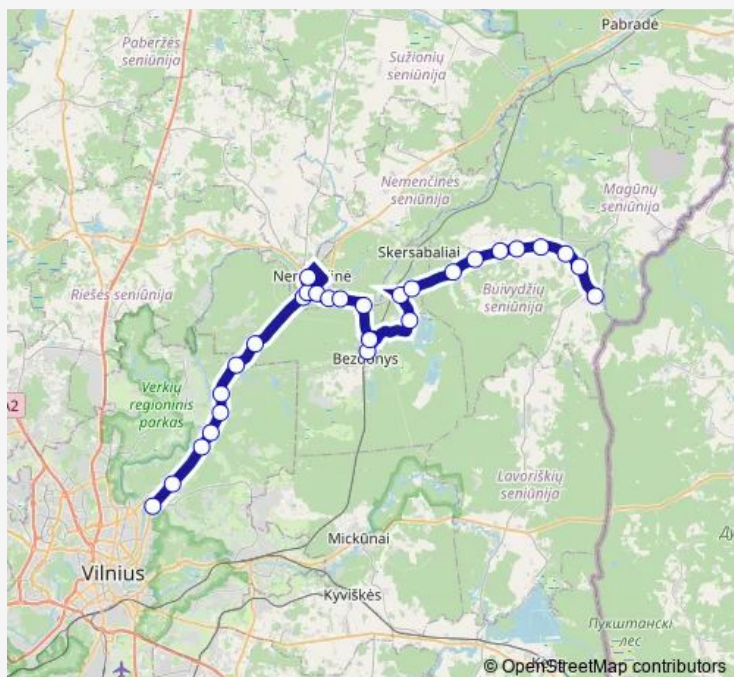 Pabradė
Paberžės
seniūnija
Sužionių
seniūnija
Nemenčinės
seniūnija
Magūnų
seniūnija
Skersabaliai
Riešės seniūnija
Buivydžių
seniūnija
Bezdonys
Verkių
regioninis
parkas
Lavoriškių
seniūnija
Mickūnai
Vilnius
Kyviškės
Пукштанскі
–лес
© OpenStreetMap contributors